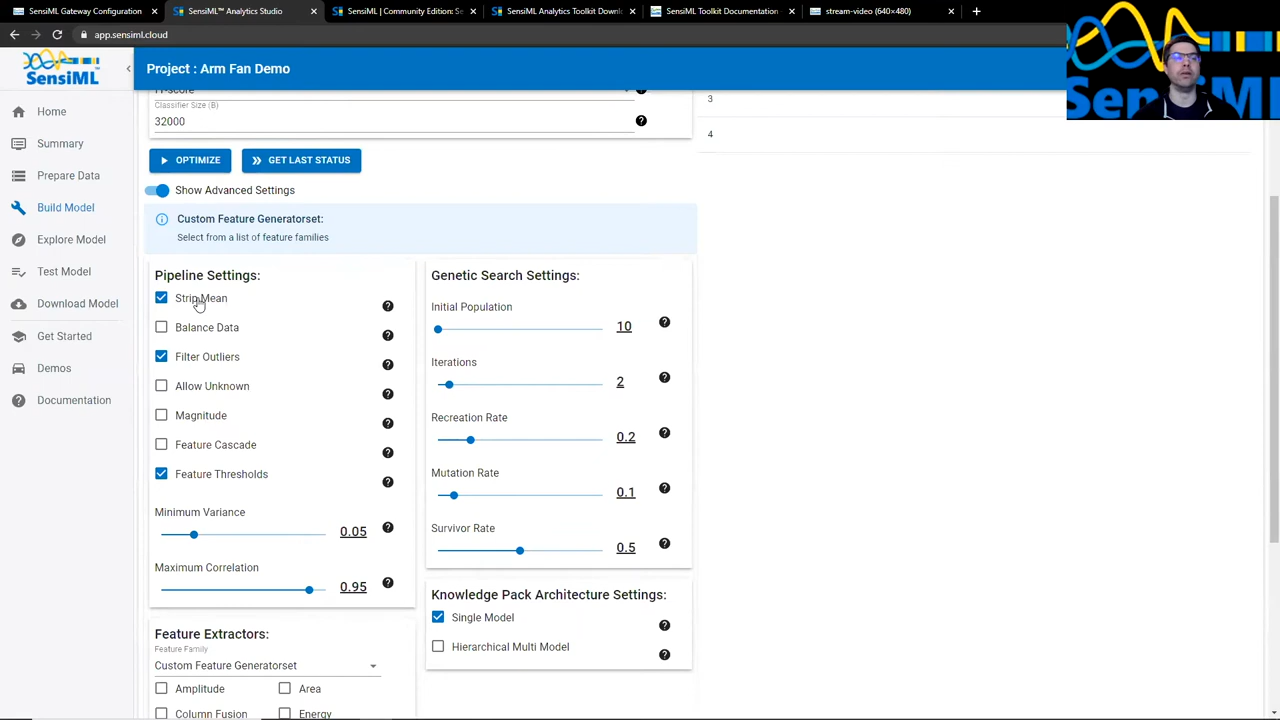 SensiML Gateway Configuration
SensiML™ Analytics Studio
SensiML | Community Edition: S
SensiML Analytics Toolkit Downl
SensiML Toolkit Documentation
stream-video (640×480)
app.sensiml.cloud
SensiML
Project : Arm Fan Demo
Home
Summary
Prepare Data
Build Model
Explore Model
Test Model
Download Model
Get Started
Demos
Documentation
Classifier Size (B)
32000
3
4
OPTIMIZE
GET LAST STATUS
Show Advanced Settings
Custom Feature Generatorset:
Select from a list of feature families
Pipeline Settings:
Strip Mean
Balance Data
Filter Outliers
Allow Unknown
Magnitude
Feature Cascade
Feature Thresholds
Minimum Variance
0.05
Maximum Correlation
0.95
Genetic Search Settings:
Initial Population
10
Iterations
2
Recreation Rate
0.2
Mutation Rate
0.1
Survivor Rate
0.5
Knowledge Pack Architecture Settings:
Single Model
Hierarchical Multi Model
Feature Extractors:
Feature Family
Custom Feature Generatorset
Amplitude
Area
Column Fusion
Energy